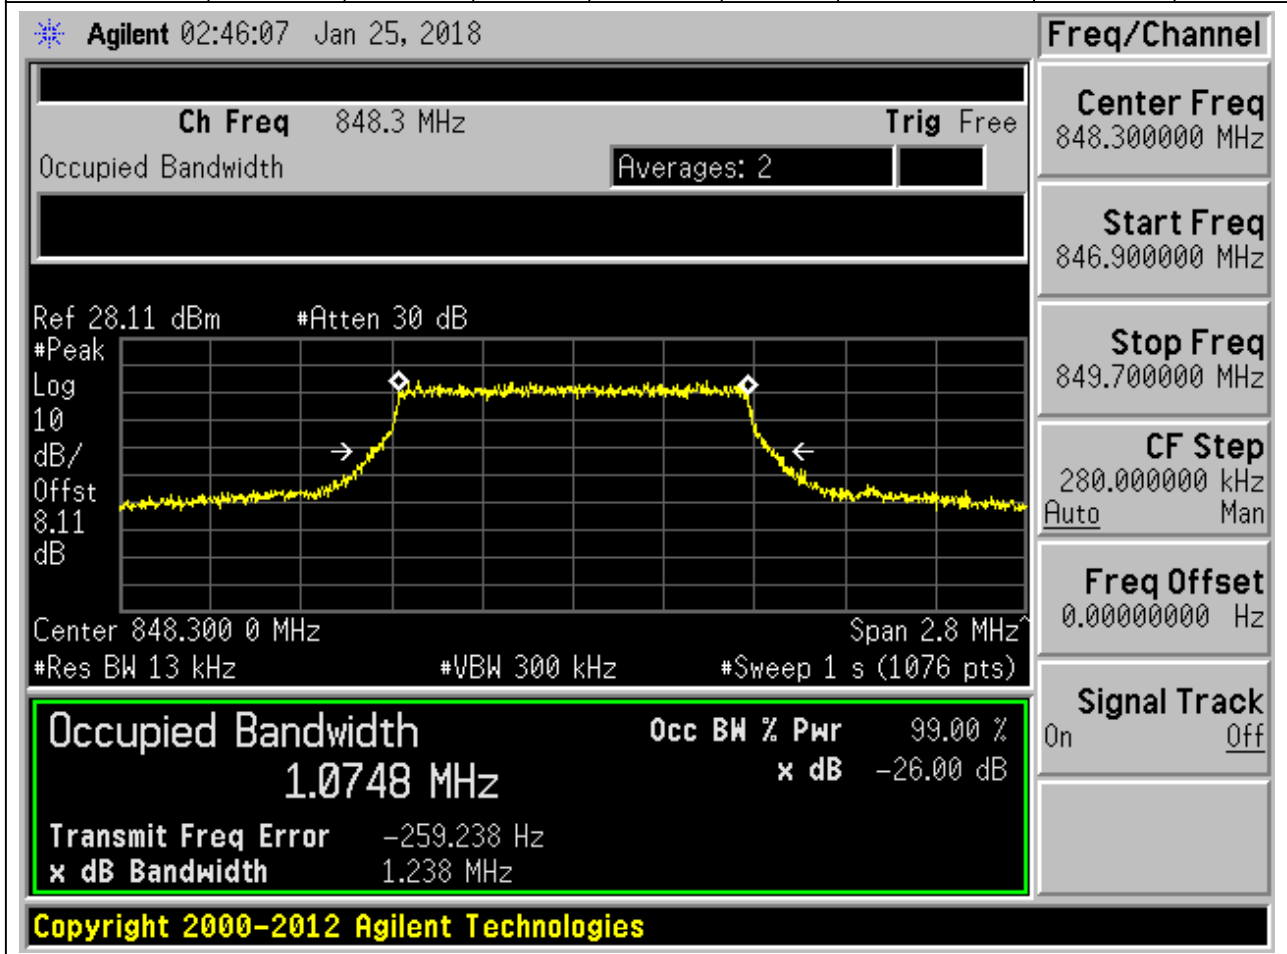 Agilent 02:46:07 Jan 25, 2018
Freq/Channel
Ch Freq 848.3 MHz Trig Free
Occupied Bandwidth Averages: 2
Center Freq
848.300000 MHz
Start Freq
846.900000 MHz
Stop Freq
849.700000 MHz
CF Step
280.000000 kHz
Auto Man
Freq Offset
0.00000000 Hz
Signal Track
On Off
Ref 28.11 dBm #Atten 30 dB
#Peak
Log
10
dB/
Offst
8.11
dB
Center 848.300 0 MHz Span 2.8 MHz^
#Res BW 13 kHz #VBW 300 kHz #Sweep 1 s (1076 pts)
Occupied Bandwidth
1.0748 MHz
Occ BW % Pwr 99.00 %
x dB -26.00 dB
Transmit Freq Error -259.238 Hz
x dB Bandwidth 1.238 MHz
Copyright 2000-2012 Agilent Technologies